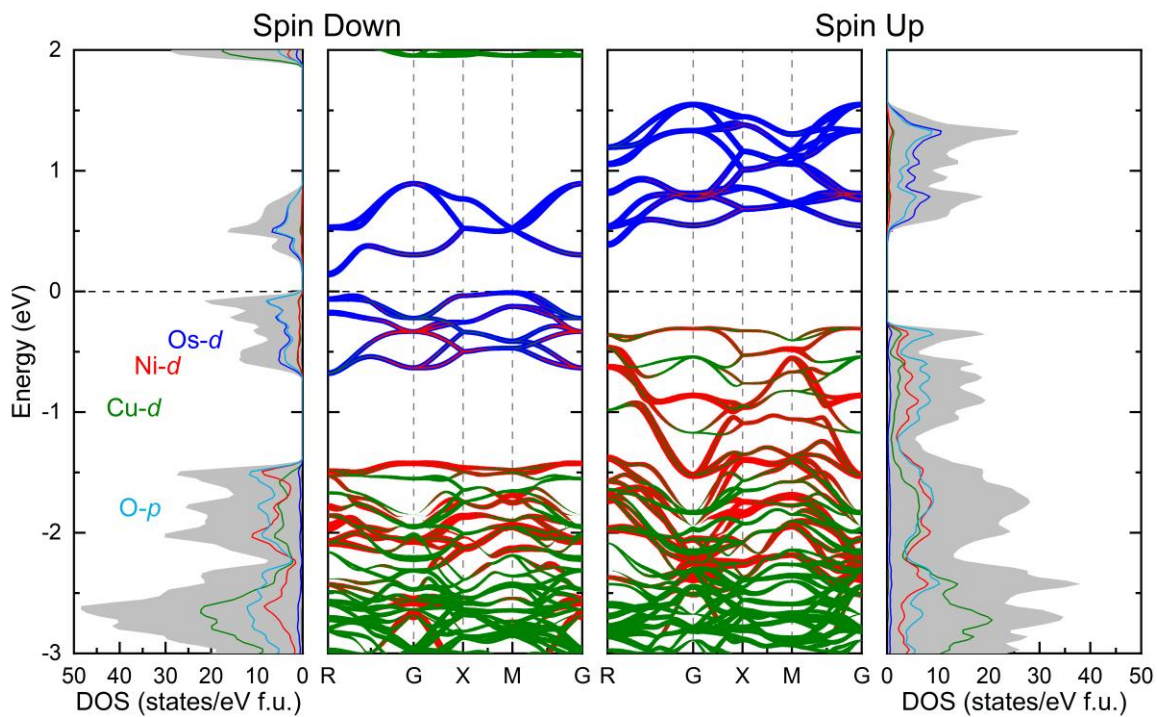 Spin Down
Spin Up
2
1
0
-1
-2
-3
Energy (eV)
Os-d
Ni-d
Cu-d
O-p
50 40 30 20 10 0
R G X M G
R G X M G
0 10 20 30 40 50
DOS (states/eV f.u.)
DOS (states/eV f.u.)